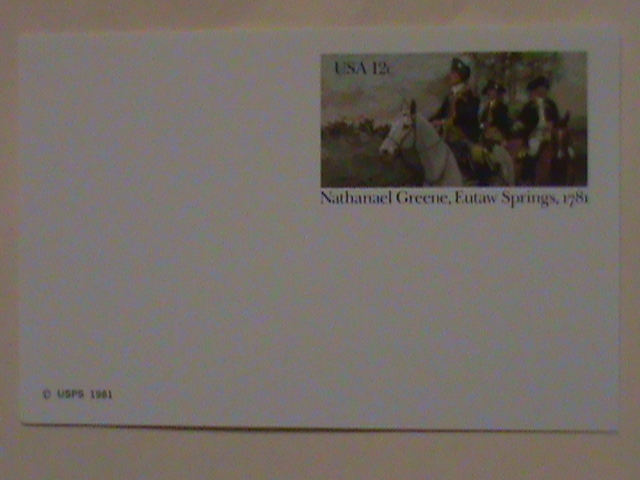 USA 12c
Nathanael Greene, Eutaw Springs, 1781
© USPS 1981